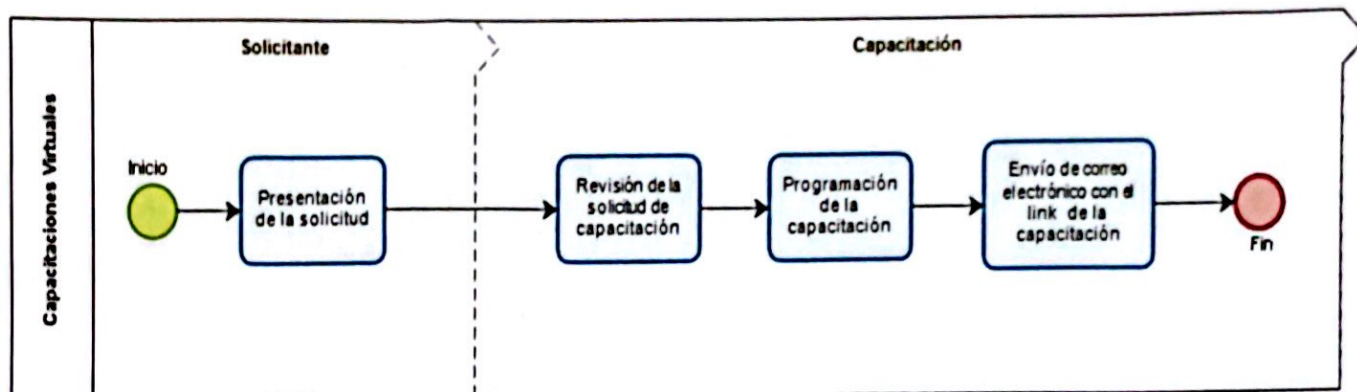 Capacitaciones Virtuales
Solicitante
Capacitación
Inicio
Presentación
de la solicitud
Revisión de la
solicitud de
capacitación
Programación
de la
capacitación
Envío de correo
electrónico con el
link de la
capacitación
Fin